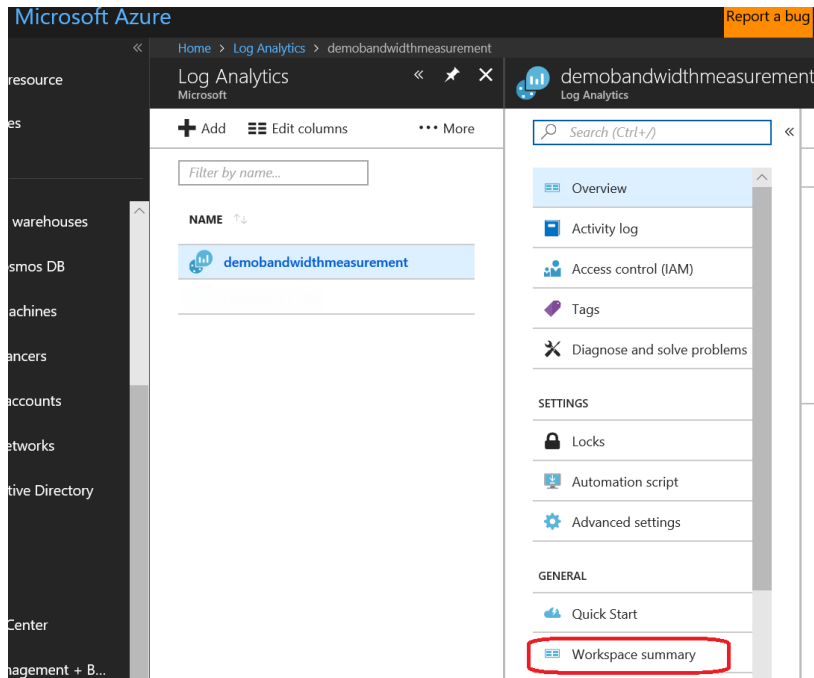 Microsoft Azure
Report a bug
Home > Log Analytics > demobandwidthmeasurement
resource
es
warehouses
osmos DB
achines
ancers
accounts
etworks
tive Directory
Center
nagement + B...
Log Analytics
Microsoft
Add Edit columns ••• More
Filter by name...
NAME
demobandwidthmeasurement
demobandwidthmeasurement
Log Analytics
Search (Ctrl+/)
Overview
Activity log
Access control (IAM)
Tags
Diagnose and solve problems
SETTINGS
Locks
Automation script
Advanced settings
GENERAL
Quick Start
Workspace summary